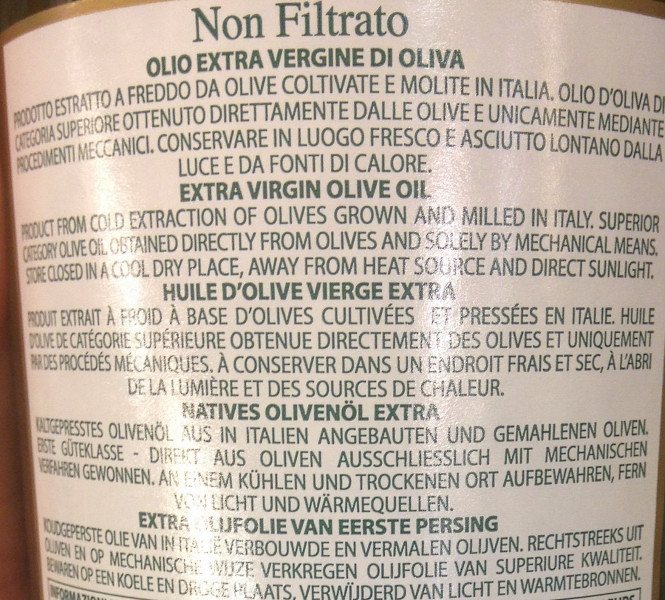 Non Filtrato
OLIO EXTRA VERGINE DI OLIVA
PRODOTTO ESTRATTO A FREDDO DA OLIVE COLTIVATE E MOLITE IN ITALIA. OLIO D'OLIVA DI
CATEGORIA SUPERIORE OTTENUTO DIRETTAMENTE DALLE OLIVE E UNICAMENTE MEDIANTE
PROCEDIMENTI MECCANICI. CONSERVARE IN LUOGO FRESCO E ASCIUTTO LONTANO DALLA
LUCE E DA FONTI DI CALORE.
EXTRA VIRGIN OLIVE OIL
PRODUCT FROM COLD EXTRACTION OF OLIVES GROWN AND MILLED IN ITALY. SUPERIOR
CATEGORY OLIVE OIL OBTAINED DIRECTLY FROM OLIVES AND SOLELY BY MECHANICAL MEANS.
STORE CLOSED IN A COOL DRY PLACE, AWAY FROM HEAT SOURCE AND DIRECT SUNLIGHT.
HUILE D'OLIVE VIERGE EXTRA
PRODUIT EXTRAIT À FROID À BASE D'OLIVES CULTIVÉES ET PRESSÉES EN ITALIE. HUILE
D'OLIVE DE CATÉGORIE SUPÉRIEURE OBTENUE DIRECTEMENT DES OLIVES ET UNIQUEMENT
PAR DES PROCÉDÉS MÉCANIQUES. À CONSERVER DANS UN ENDROIT FRAIS ET SEC, À L'ABRI
DE LA LUMIÈRE ET DES SOURCES DE CHALEUR.
NATIVES OLIVENÖL EXTRA
KALTGEPRESSTES OLIVENÖL AUS IN ITALIEN ANGEBAUTEN UND GEMAHLENEN OLIVEN.
ERSTE GÜTEKLASSE - DIREKT AUS OLIVEN AUSSCHLIESSLICH MIT MECHANISCHEN
VERFAHREN GEWONNEN. AN EINEM KÜHLEN UND TROCKENEN ORT AUFBEWAHREN, FERN
VON LICHT UND WÄRMEQUELLEN.
EXTRA OLIJFOLIE VAN EERSTE PERSING
KOUDGEPERSTE OLIE VAN IN ITALIË VERBOUWDE EN VERMALEN OLIJVEN. RECHTSTREEKS UIT
OLIJVEN EN OP MECHANISCHE WIJZE VERKREGEN OLIJFOLIE VAN SUPERIURE KWALITEIT.
BEWAREN OP EEN KOELE EN DROGE PLAATS, VERWIJDERD VAN LICHT EN WARMTEBRONNEN.